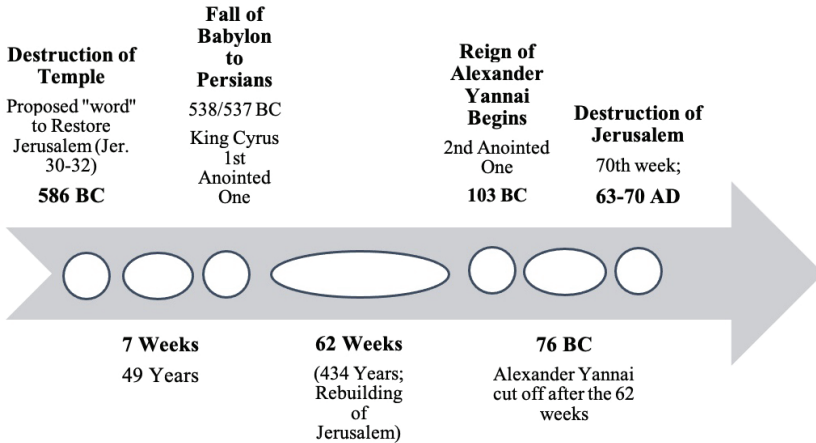 Destruction of
Temple
Proposed "word"
to Restore
Jerusalem (Jer.
30-32)
586 BC
Fall of
Babylon
to
Persians
538/537 BC
King Cyrus
1st
Anointed
One
Reign of
Alexander
Yannai
Begins
2nd Anointed
One
103 BC
Destruction of
Jerusalem
70th week;
63-70 AD
7 Weeks
49 Years
62 Weeks
(434 Years;
Rebuilding
of
Jerusalem)
76 BC
Alexander Yannai
cut off after the 62
weeks